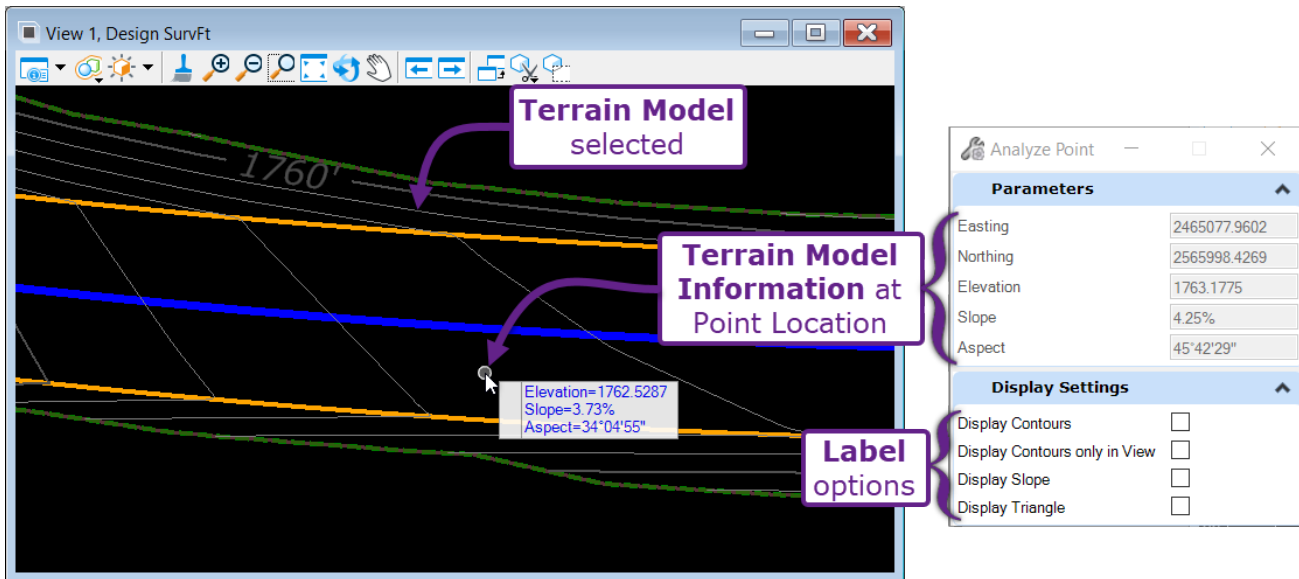 View 1, Design SurvFt
Terrain Model
selected
1760'
Terrain Model
Information at
Point Location
Elevation=1762.5287
Slope=3.73%
Aspect=34°04'55"
Label
options
Analyze Point
Parameters
Easting 2465077.9602
Northing 2565998.4269
Elevation 1763.1775
Slope 4.25%
Aspect 45°42'29"
Display Settings
Display Contours
Display Contours only in View
Display Slope
Display Triangle